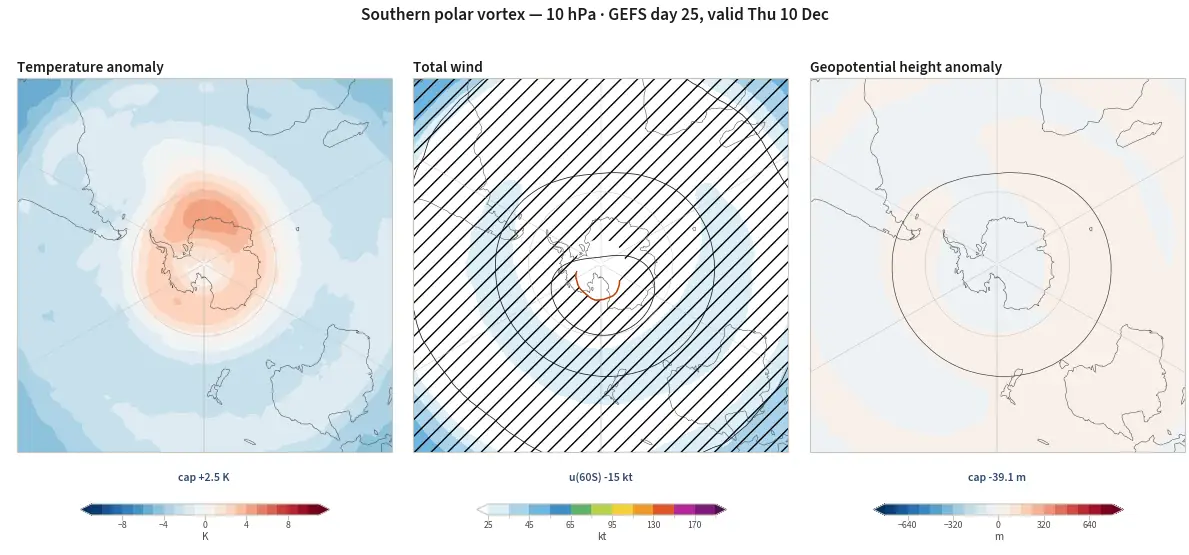 Southern polar vortex — 10 hPa · GEFS day 25, valid Thu 10 Dec
Temperature anomaly
Total wind
Geopotential height anomaly
cap +2.5 K
u(60S) -15 kt
cap -39.1 m
−8 −4 0 4 8
K
25 45 65 95 130 170
kt
−640 −320 0 320 640
m